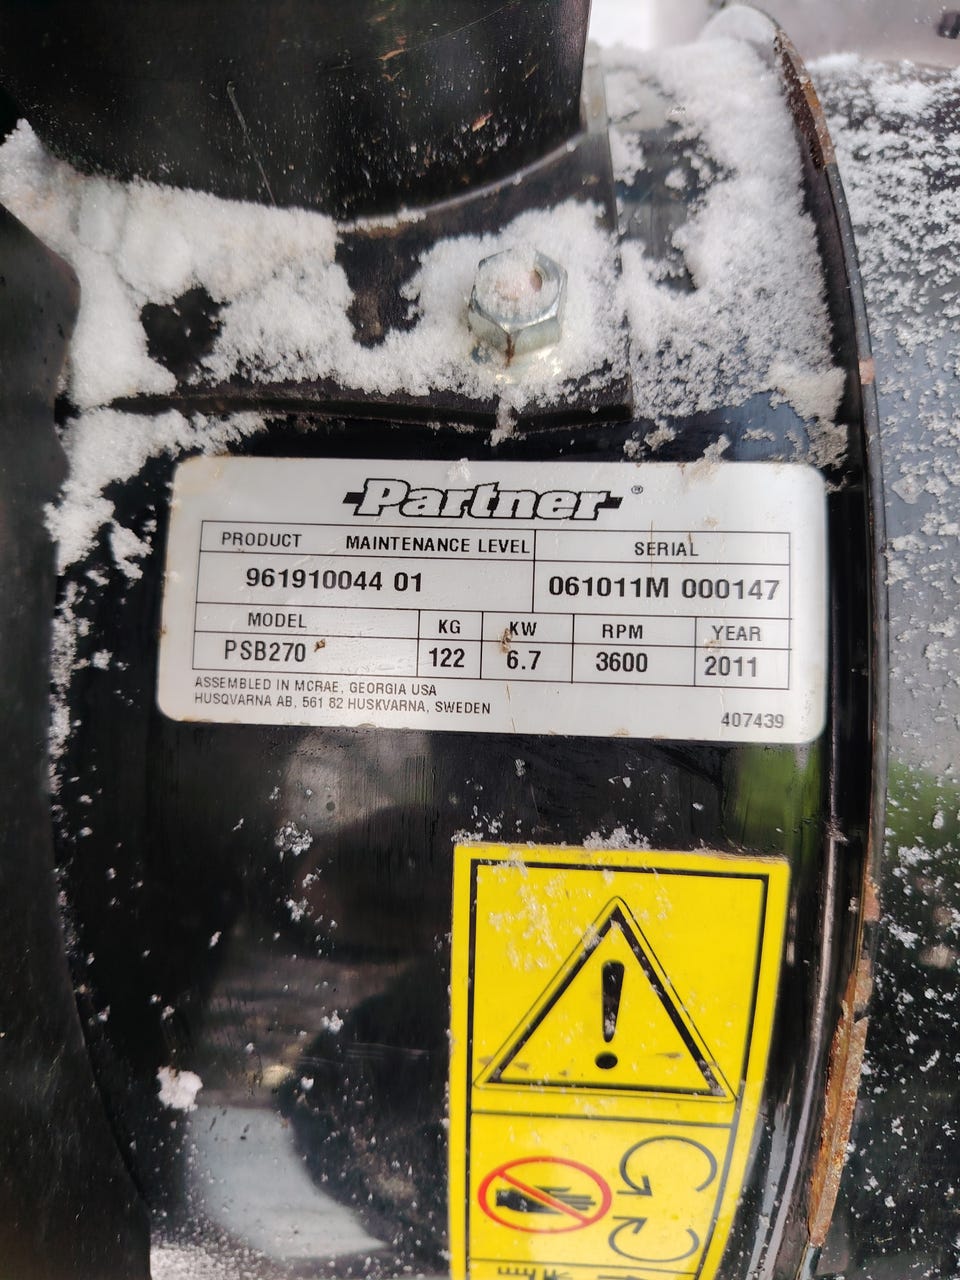 Partner®
PRODUCT MAINTENANCE LEVEL SERIAL
961910044 01 061011M 000147
MODEL KG KW RPM YEAR
PSB270 122 6.7 3600 2011
ASSEMBLED IN MCRAE, GEORGIA USA
HUSQVARNA AB, 561 82 HUSKVARNA, SWEDEN
407439